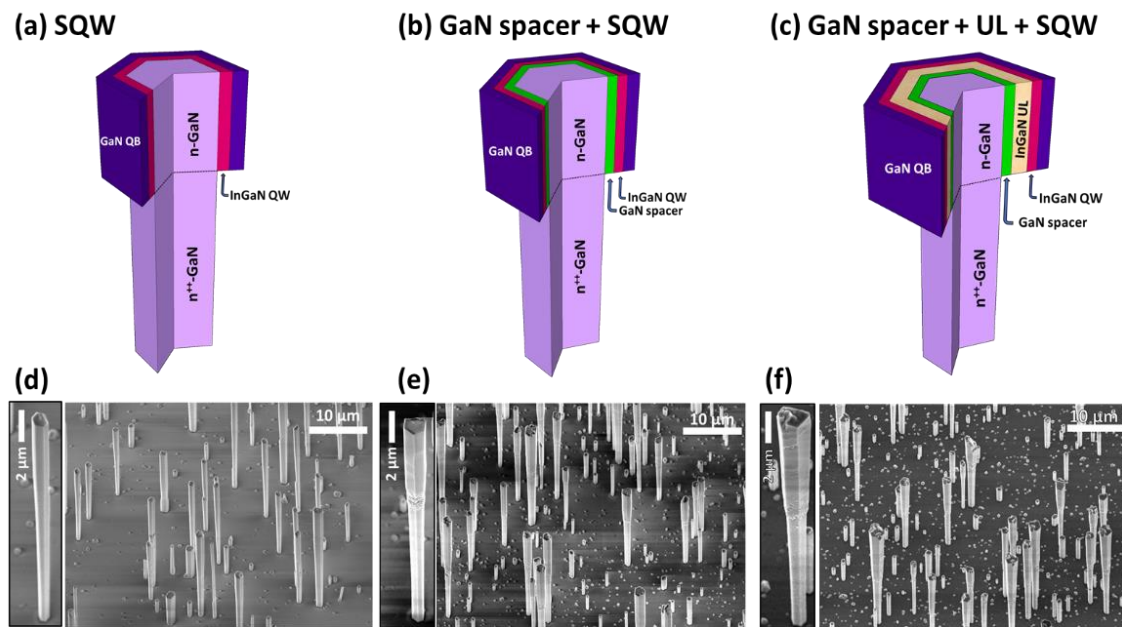 (a) SQW
(b) GaN spacer + SQW
(c) GaN spacer + UL + SQW
GaN QB
n-GaN
InGaN QW
n++-GaN
GaN QB
n-GaN
InGaN QW
GaN spacer
n++-GaN
GaN QB
n-GaN
InGaN UL
InGaN QW
GaN spacer
n++-GaN
(d)
(e)
(f)
2 µm
10 µm
2 µm
10 µm
2 µm
10 µm